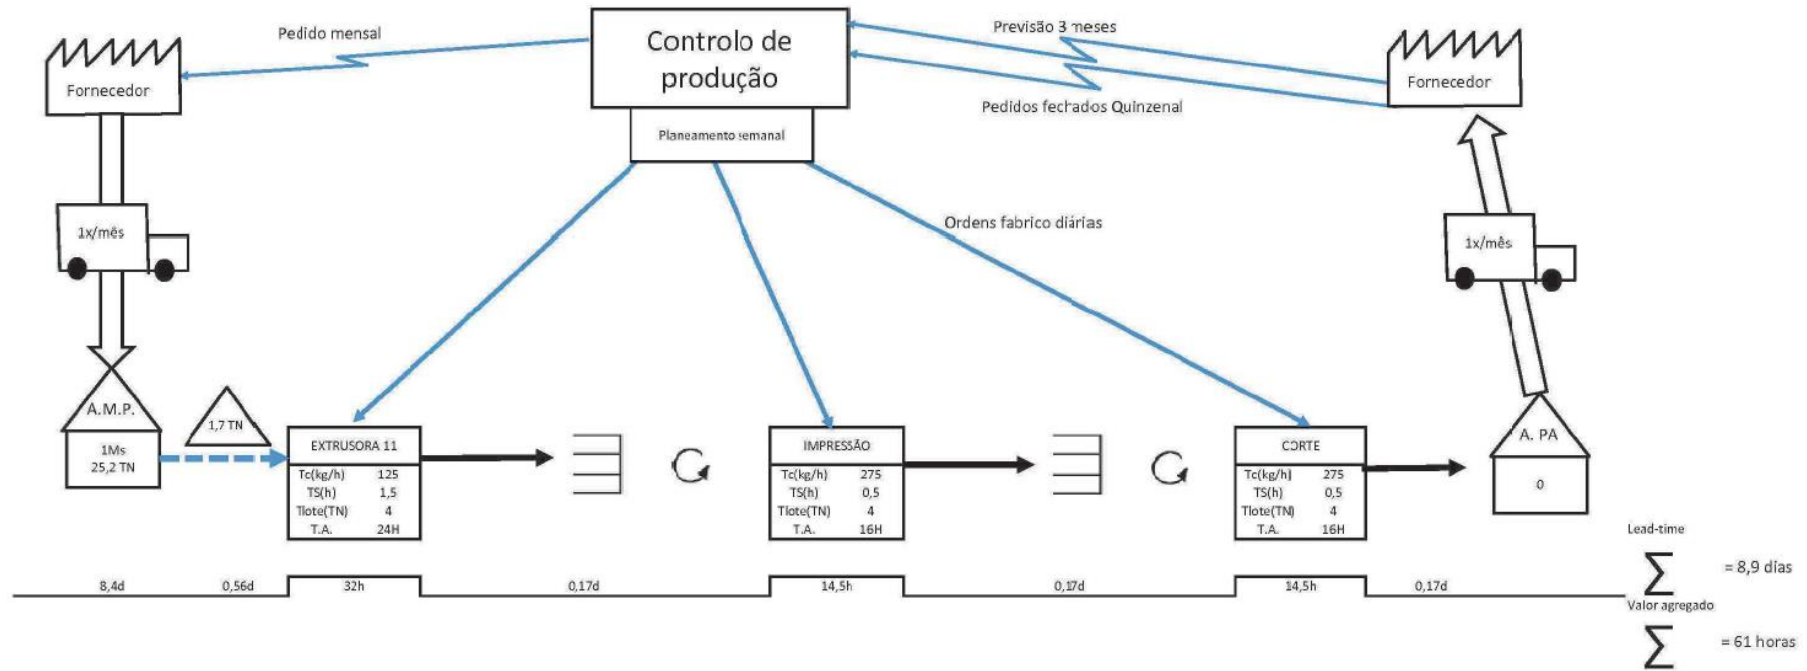 Pedido mensal
Controlo de
produção
Previsão 3 meses
Fornecedor
Fornecedor
Pedidos fechados Quinzenal
Planeamento semanal
1x/mês
Ordens fabrico diárias
1x/mês
A.M.P.
1Ms
25,2 TN
1,7 TN
EXTRUSORA 11
Tc(kg/h) 125
TS(h) 1,5
Tlote(TN) 4
T.A. 24H
IMPRESSÃO
Tc(kg/h) 275
TS(h) 0,5
Tlote(TN) 4
T.A. 16H
CORTE
Tc(kg/h) 275
TS(h) 0,5
Tlote(TN) 4
T.A. 16H
A. PA
0
8,4d 0,56d 32h 0,17d 14,5h 0,17d 14,5h 0,17d
Lead-time
∑ = 8,9 días
Valor agregado
∑ = 61 horas